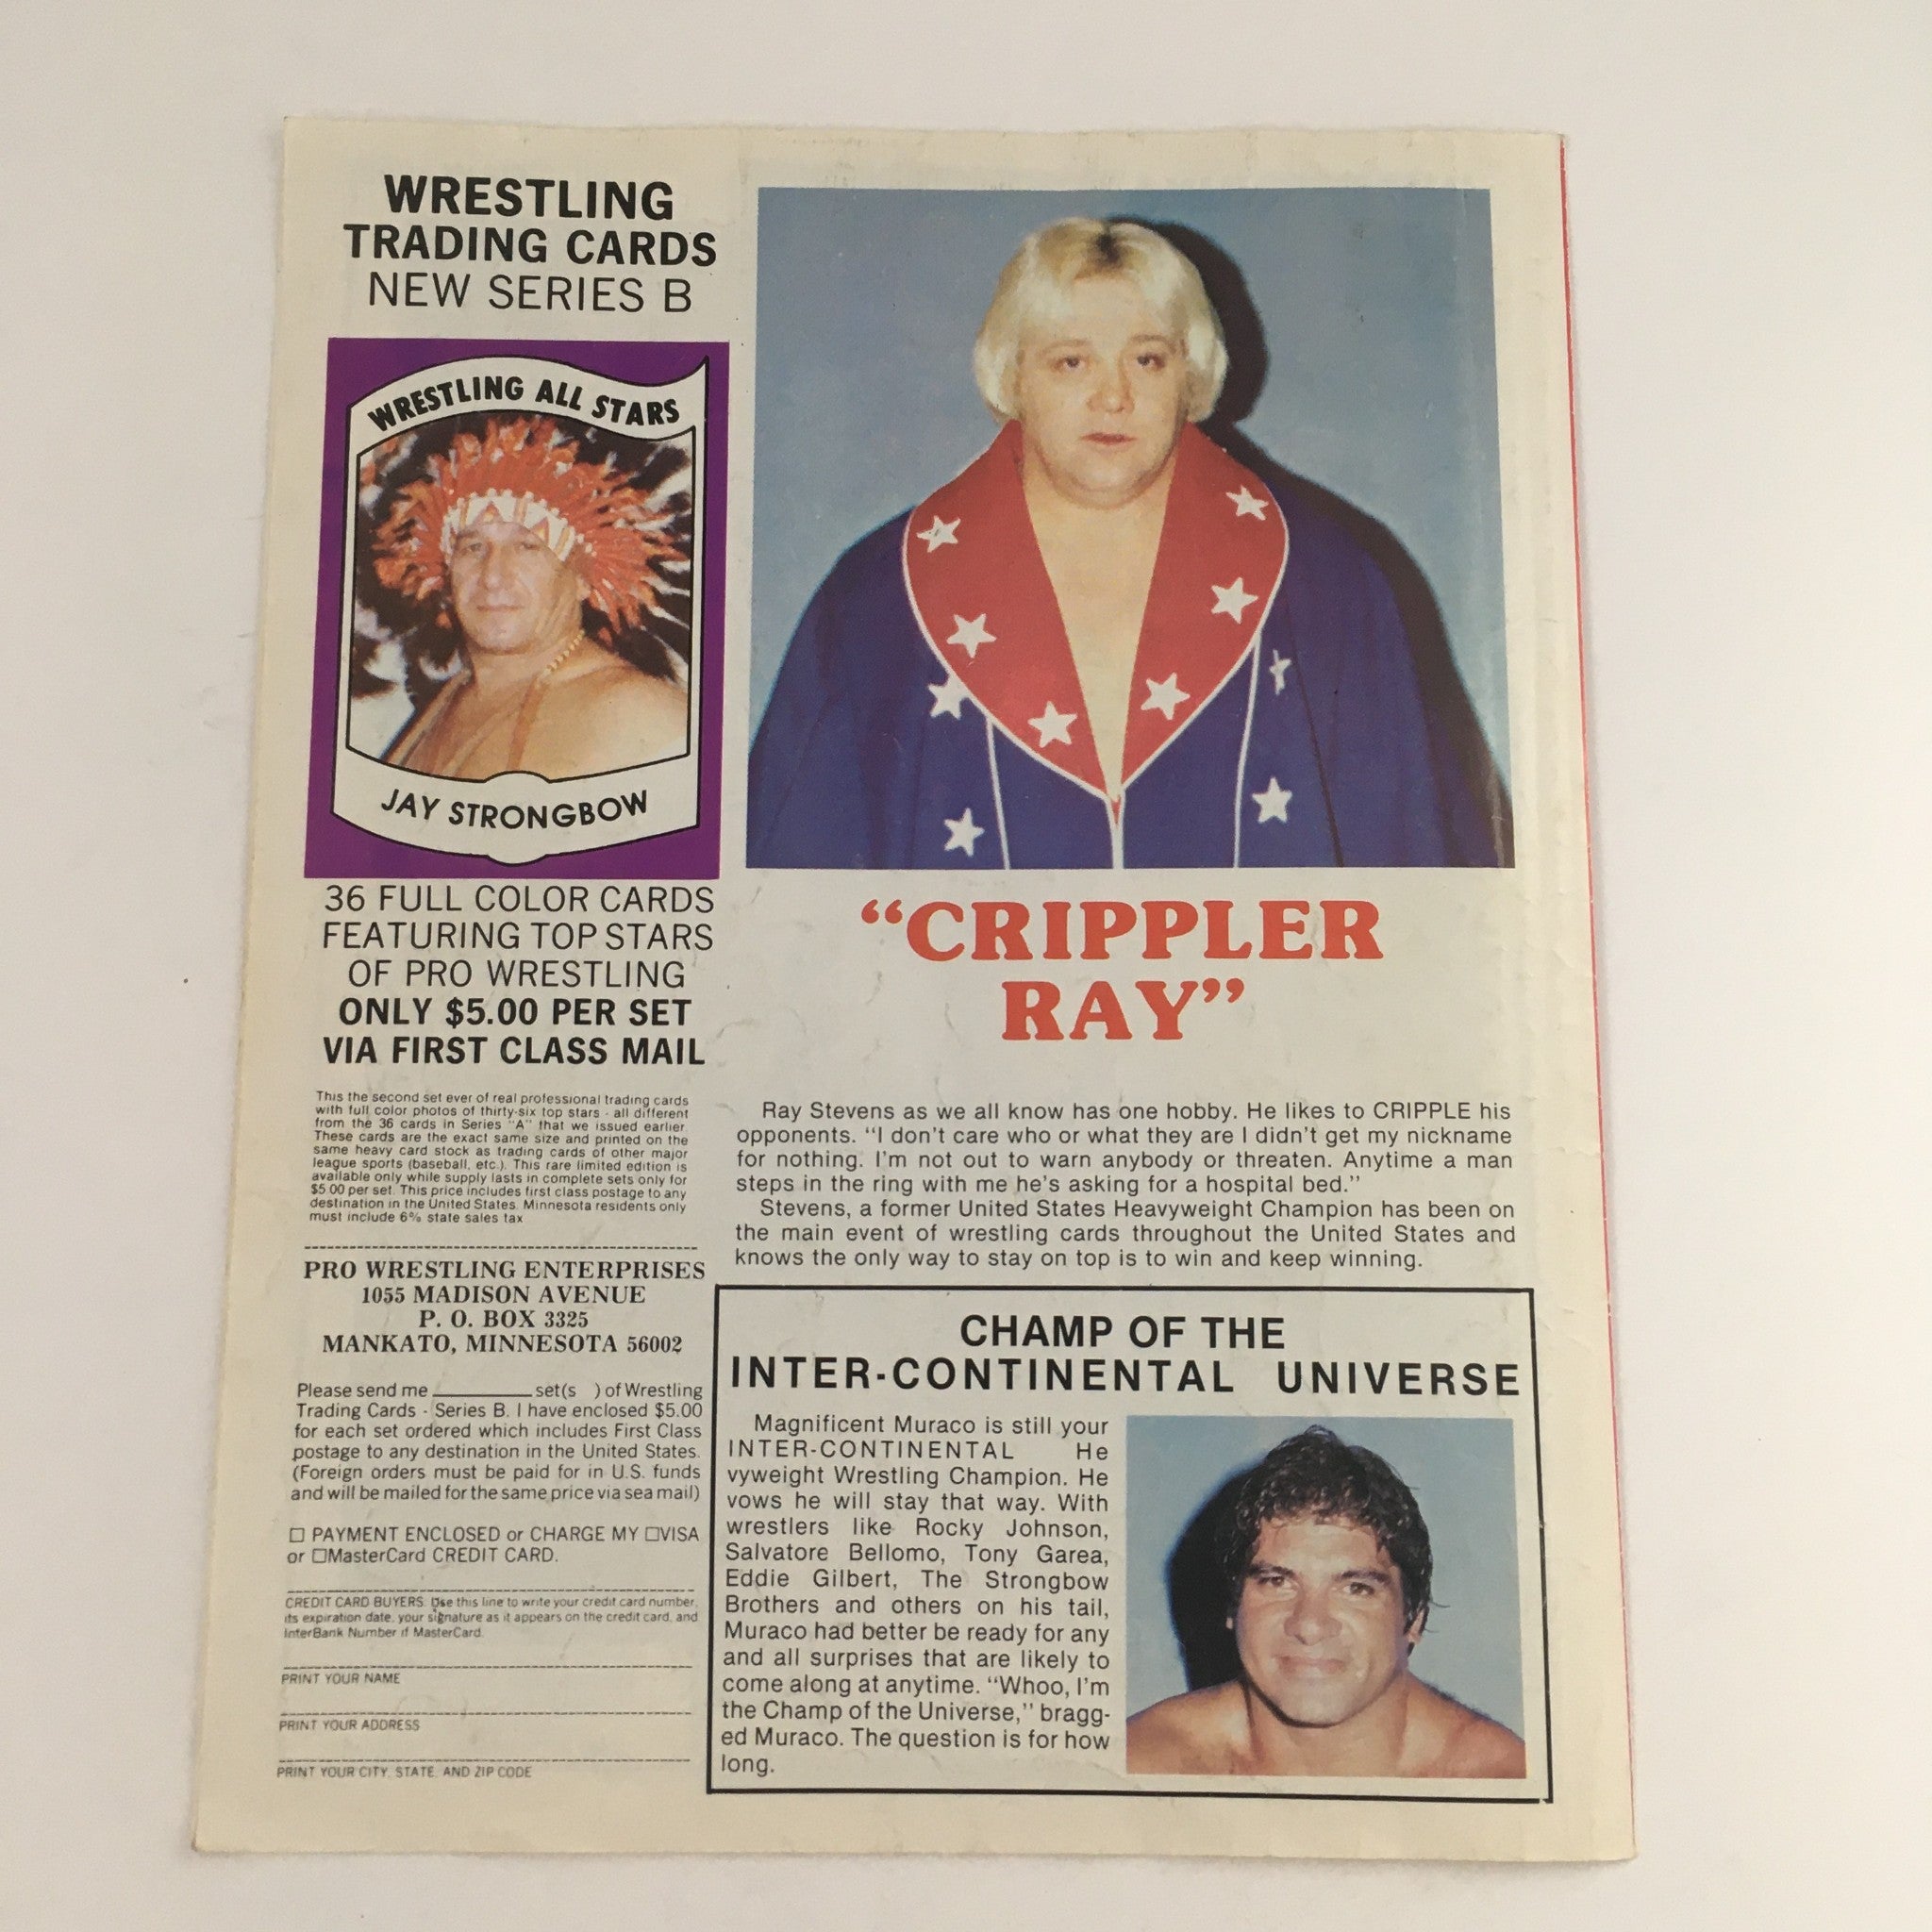 WRESTLING
TRADING CARDS
NEW SERIES B
WRESTLING ALL STARS
JAY STRONGBOW
36 FULL COLOR CARDS
FEATURING TOP STARS
OF PRO WRESTLING
ONLY $5.00 PER SET
VIA FIRST CLASS MAIL
This the second set ever of real professional trading cards
with full color photos of thirty-six top stars - all different
from the 36 cards in Series "A" that we issued earlier.
These cards are the exact same size and printed on the
same heavy card stock as trading cards of other major
league sports (baseball, etc.). This rare limited edition is
available only while supply lasts in complete sets only for
$5.00 per set. This price includes first class postage to any
destination in the United States. Minnesota residents only
must include 6% state sales tax
PRO WRESTLING ENTERPRISES
1055 MADISON AVENUE
P. O. BOX 3325
MANKATO, MINNESOTA 56002
Please send me ________ set(s ) of Wrestling
Trading Cards - Series B. I have enclosed $5.00
for each set ordered which includes First Class
postage to any destination in the United States.
(Foreign orders must be paid for in U.S. funds
and will be mailed for the same price via sea mail)
☐ PAYMENT ENCLOSED or CHARGE MY ☐VISA
or ☐MasterCard CREDIT CARD.
CREDIT CARD BUYERS: Use this line to write your credit card number,
its expiration date, your signature as it appears on the credit card, and
InterBank Number if MasterCard.
PRINT YOUR NAME
PRINT YOUR ADDRESS
PRINT YOUR CITY, STATE, AND ZIP CODE
"CRIPPLER
RAY"
Ray Stevens as we all know has one hobby. He likes to CRIPPLE his
opponents. "I don't care who or what they are I didn't get my nickname
for nothing. I'm not out to warn anybody or threaten. Anytime a man
steps in the ring with me he's asking for a hospital bed."
Stevens, a former United States Heavyweight Champion has been on
the main event of wrestling cards throughout the United States and
knows the only way to stay on top is to win and keep winning.
CHAMP OF THE
INTER-CONTINENTAL UNIVERSE
Magnificent Muraco is still your
INTER-CONTINENTAL He
vyweight Wrestling Champion. He
vows he will stay that way. With
wrestlers like Rocky Johnson,
Salvatore Bellomo, Tony Garea,
Eddie Gilbert, The Strongbow
Brothers and others on his tail,
Muraco had better be ready for any
and all surprises that are likely to
come along at anytime. "Whoo, I'm
the Champ of the Universe," bragg-
ed Muraco. The question is for how
long.